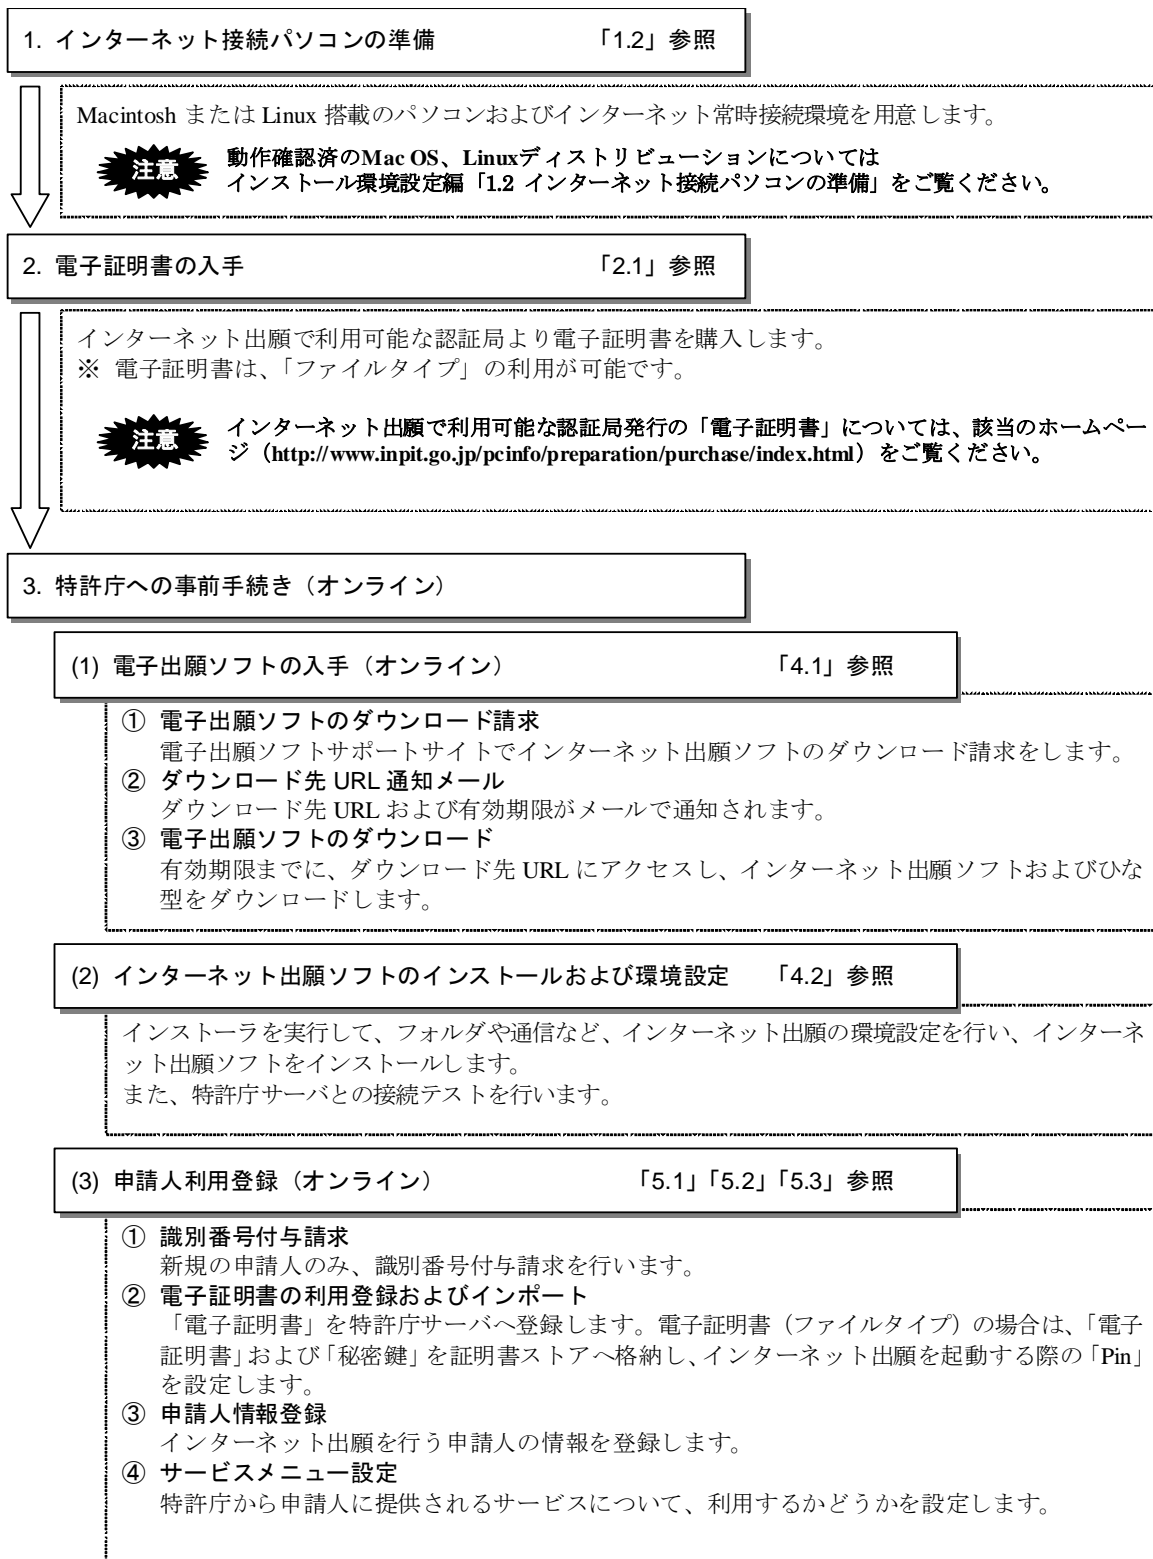 1. インターネット接続パソコンの準備 「1.2」参照
Macintosh または Linux 搭載のパソコンおよびインターネット常時接続環境を用意します。
注意 動作確認済のMac OS、Linuxディストリビューションについては
インストール環境設定編「1.2 インターネット接続パソコンの準備」をご覧ください。
2. 電子証明書の入手 「2.1」参照
インターネット出願で利用可能な認証局より電子証明書を購入します。
※ 電子証明書は、「ファイルタイプ」の利用が可能です。
注意 インターネット出願で利用可能な認証局発行の「電子証明書」については、該当のホームペー
ジ（http://www.inpit.go.jp/pcinfo/preparation/purchase/index.html）をご覧ください。
3. 特許庁への事前手続き（オンライン）
(1) 電子出願ソフトの入手（オンライン） 「4.1」参照
① 電子出願ソフトのダウンロード請求
電子出願ソフトサポートサイトでインターネット出願ソフトのダウンロード請求をします。
② ダウンロード先 URL 通知メール
ダウンロード先 URL および有効期限がメールで通知されます。
③ 電子出願ソフトのダウンロード
有効期限までに、ダウンロード先 URL にアクセスし、インターネット出願ソフトおよびひな
型をダウンロードします。
(2) インターネット出願ソフトのインストールおよび環境設定 「4.2」参照
インストーラを実行して、フォルダや通信など、インターネット出願の環境設定を行い、インターネ
ット出願ソフトをインストールします。
また、特許庁サーバとの接続テストを行います。
(3) 申請人利用登録（オンライン） 「5.1」「5.2」「5.3」参照
① 識別番号付与請求
新規の申請人のみ、識別番号付与請求を行います。
② 電子証明書の利用登録およびインポート
「電子証明書」を特許庁サーバへ登録します。電子証明書（ファイルタイプ）の場合は、「電子
証明書」および「秘密鍵」を証明書ストアへ格納し、インターネット出願を起動する際の「Pin」
を設定します。
③ 申請人情報登録
インターネット出願を行う申請人の情報を登録します。
④ サービスメニュー設定
特許庁から申請人に提供されるサービスについて、利用するかどうかを設定します。